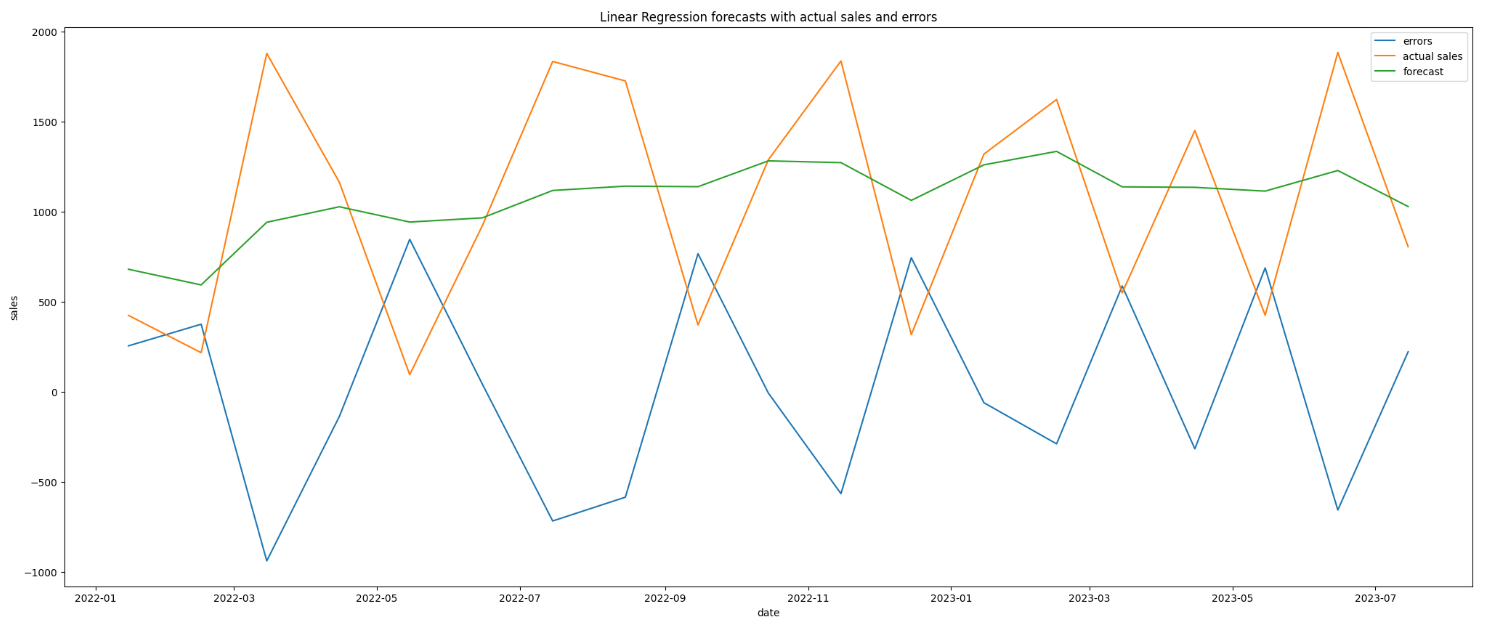 Linear Regression forecasts with actual sales and errors
errors
actual sales
forecast
2000
1500
1000
500
0
−500
−1000
sales
2022-01 2022-03 2022-05 2022-07 2022-09 2022-11 2023-01 2023-03 2023-05 2023-07
date